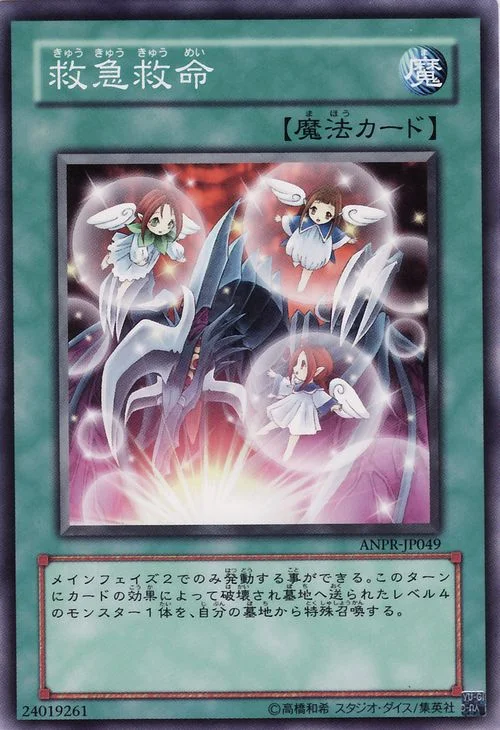 きゅう きゅう きゅう めい
救急救命
魔
ま ほう
【魔法カード】
ANPR-JP049
メインフェイズ2でのみ発動する事ができる。このターン
にカードの効果によって破壊され墓地へ送られたレベル4
のモンスター1体を、自分の墓地から特殊召喚する。
24019261
©高橋和希 スタジオ・ダイス/集英社